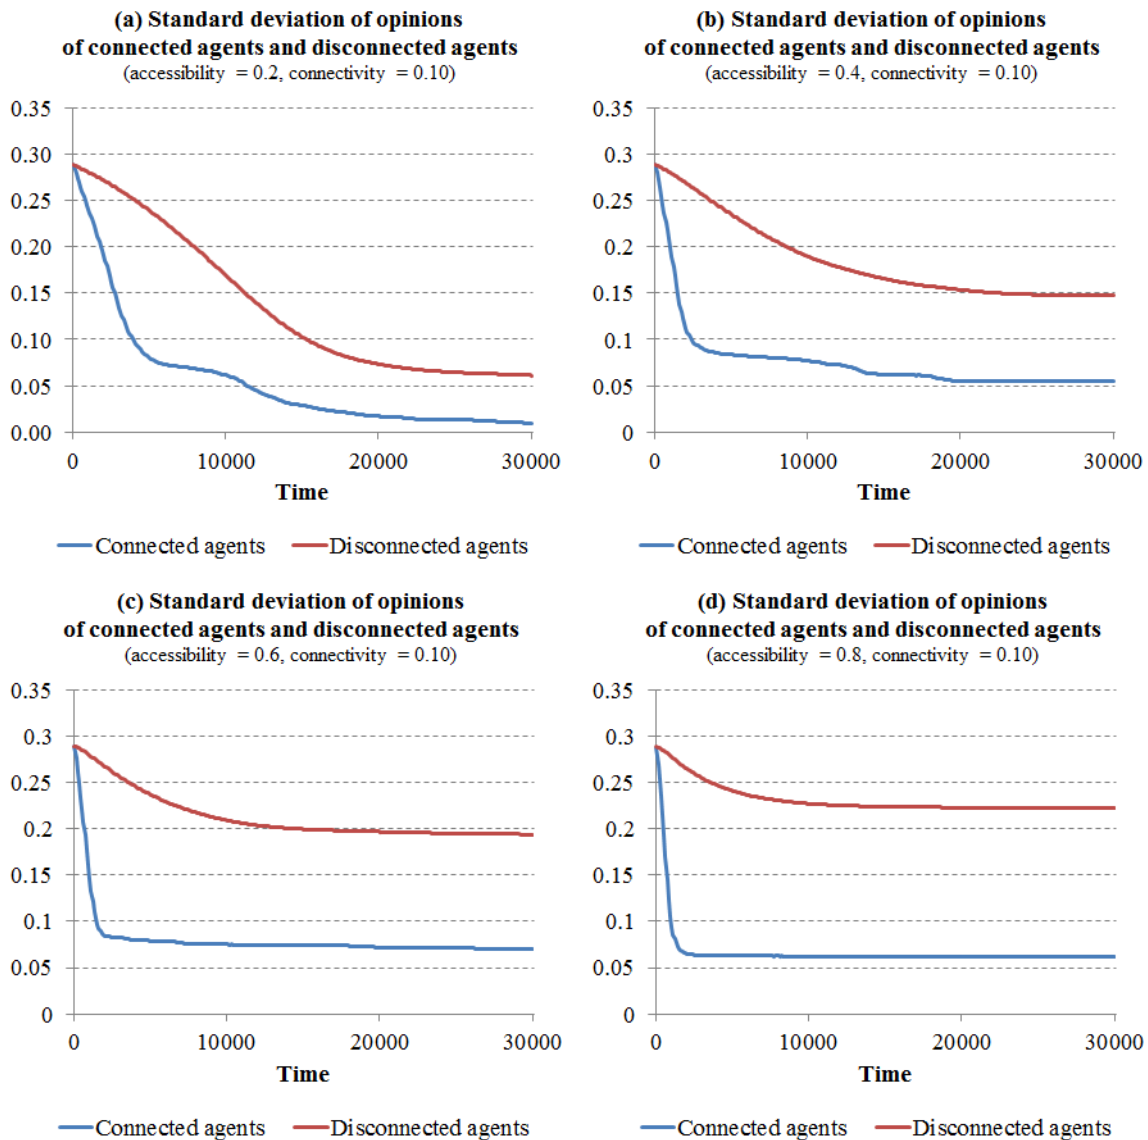 (a) Standard deviation of opinions
of connected agents and disconnected agents
(accessibility = 0.2, connectivity = 0.10)
0.35
0.30
0.25
0.20
0.15
0.10
0.05
0.00
0 10000 20000 30000
Time
Connected agents Disconnected agents
(b) Standard deviation of opinions
of connected agents and disconnected agents
(accessibility = 0.4, connectivity = 0.10)
0.35
0.3
0.25
0.2
0.15
0.1
0.05
0
0 10000 20000 30000
Time
Connected agents Disconnected agents
(c) Standard deviation of opinions
of connected agents and disconnected agents
(accessibility = 0.6, connectivity = 0.10)
0.35
0.3
0.25
0.2
0.15
0.1
0.05
0
0 10000 20000 30000
Time
Connected agents Disconnected agents
(d) Standard deviation of opinions
of connected agents and disconnected agents
(accessibility = 0.8, connectivity = 0.10)
0.35
0.3
0.25
0.2
0.15
0.1
0.05
0
0 10000 20000 30000
Time
Connected agents Disconnected agents